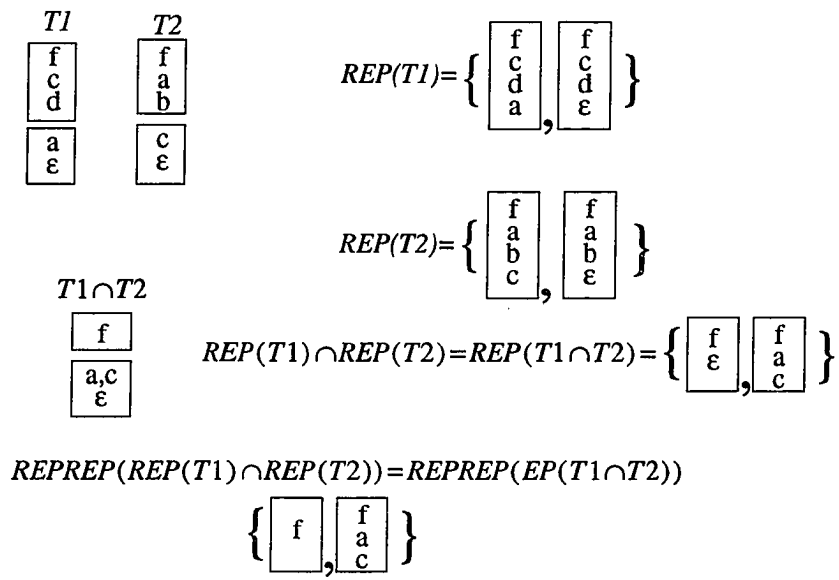 T1
f
c
d
a
ε
T2
f
a
b
c
ε
REP(T1)= {
f
c
d
a
,
f
c
d
ε
}
REP(T2)= {
f
a
b
c
,
f
a
b
ε
}
T1∩T2
f
a,c
ε
REP(T1)∩REP(T2)=REP(T1∩T2)= {
f
ε
,
f
a
c
}
REPREP(REP(T1)∩REP(T2))=REPREP(EP(T1∩T2))
{
f
,
f
a
c
}